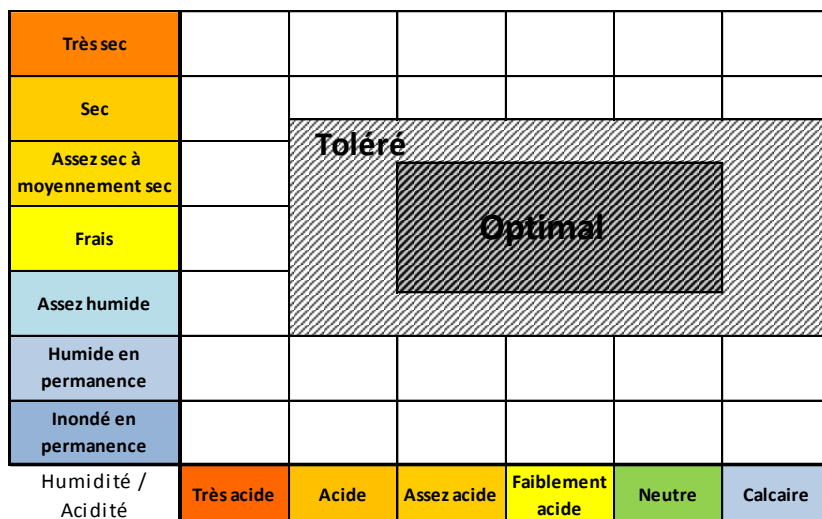 Très sec
Sec
Toléré
Assez sec à
moyennement sec
Optimal
Frais
Assez humide
Humide en
permanence
Inondé en
permanence
Humidité /
Acidité
Très acide
Acide
Assez acide
Faiblement
acide
Neutre
Calcaire